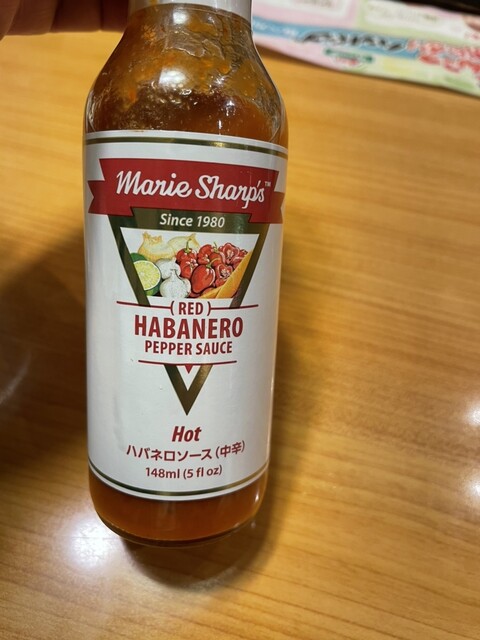 Marie Sharp's™
Since 1980
(RED)
HABANERO
PEPPER SAUCE
Hot
ハバネロソース(中辛)
148ml (5 fl oz)